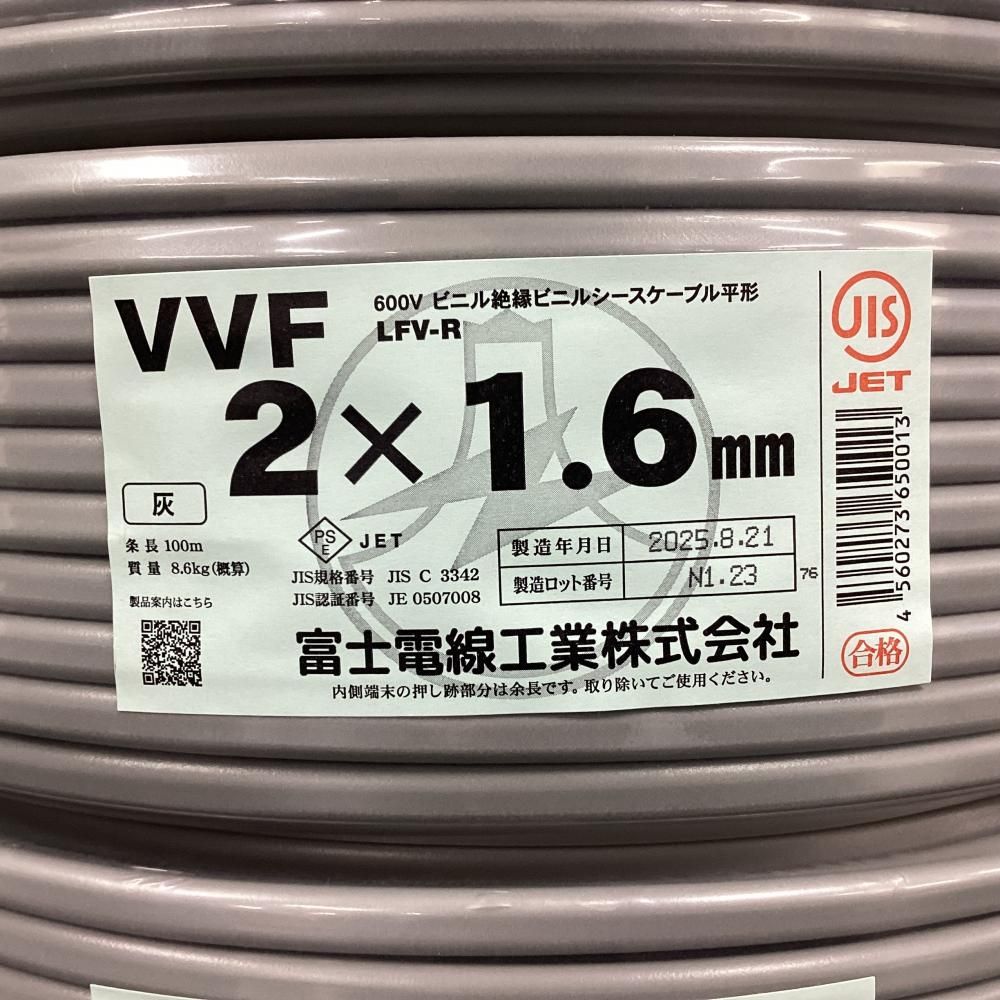 VVF
600V ビニル絶縁ビニルシースケーブル平形
LFV-R
2×1.6mm
灰
条長 100m
質量 8.6kg(概算)
製品案内はこちら
PS
E
JET
JIS規格番号 JIS C 3342
JIS認証番号 JE 0507008
製造年月日 2025.8.21
製造ロット番号 N1.23
76
富士電線工業株式会社
内側端末の押し跡部分は余長です。取り除いてご使用ください。
JIS
JET
4 560273 650013
合格